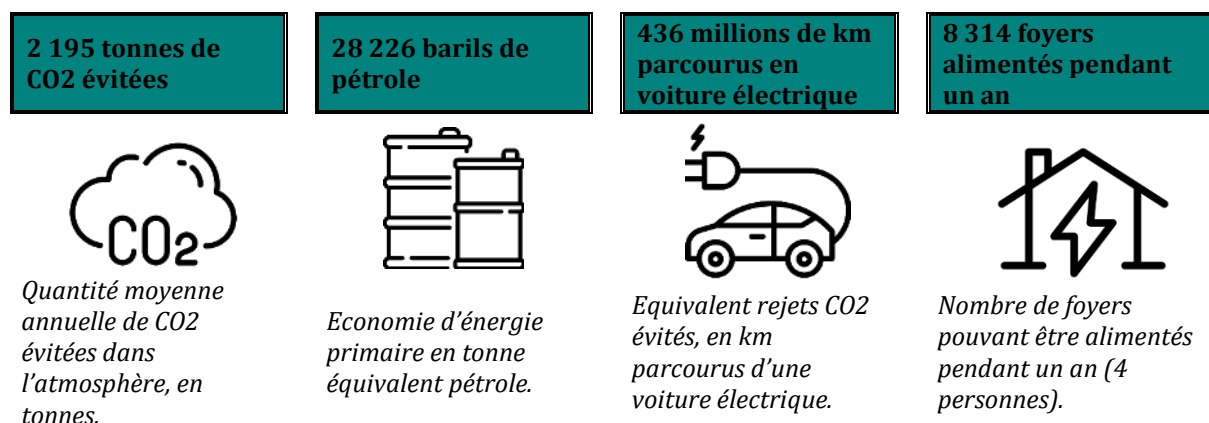 2 195 tonnes de
CO2 évitées
28 226 barils de
pétrole
436 millions de km
parcourus en
voiture électrique
8 314 foyers
alimentés pendant
un an
CO2
Quantité moyenne
annuelle de CO2
évitées dans
l'atmosphère, en
tonnes.
Economie d'énergie
primaire en tonne
équivalent pétrole.
Equivalent rejets CO2
évités, en km
parcourus d'une
voiture électrique.
Nombre de foyers
pouvant être alimentés
pendant un an (4
personnes).